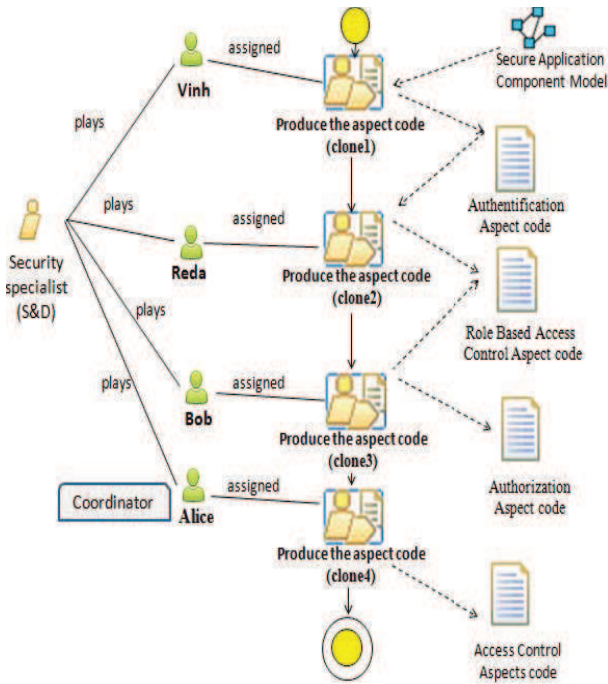 assigned
Vinh
Secure Application
Component Model
plays
Produce the aspect code
(clone1)
Authentification
Aspect code
plays
assigned
Security
specialist
(S&D)
Reda
Produce the aspect code
(clone2)
plays
Role Based Access
Control Aspect code
plays
assigned
Bob
Produce the aspect code
(clone3)
Authorization
Aspect code
Coordinator
assigned
Alice
Produce the aspect code
(clone4)
Access Control
Aspects code